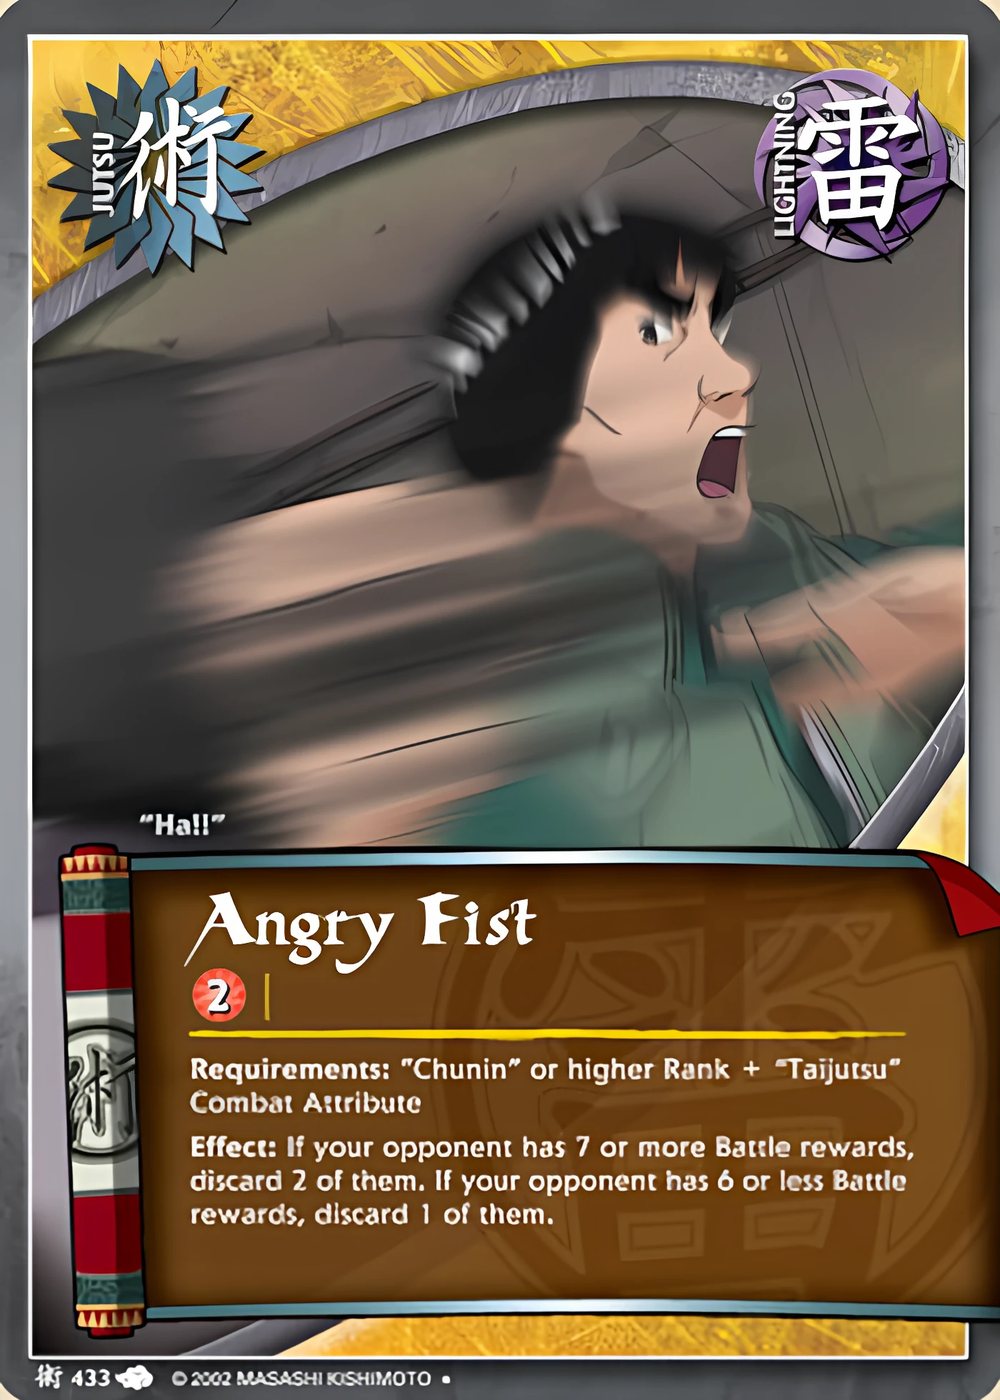 JUTSU
術
LIGHTNING
雷
"Ha!!"
Angry Fist
2
術
Requirements: "Chunin" or higher Rank + "Taijutsu"
Combat Attribute
Effect: If your opponent has 7 or more Battle rewards,
discard 2 of them. If your opponent has 6 or less Battle
rewards, discard 1 of them.
術 433 © 2002 MASASHI KISHIMOTO